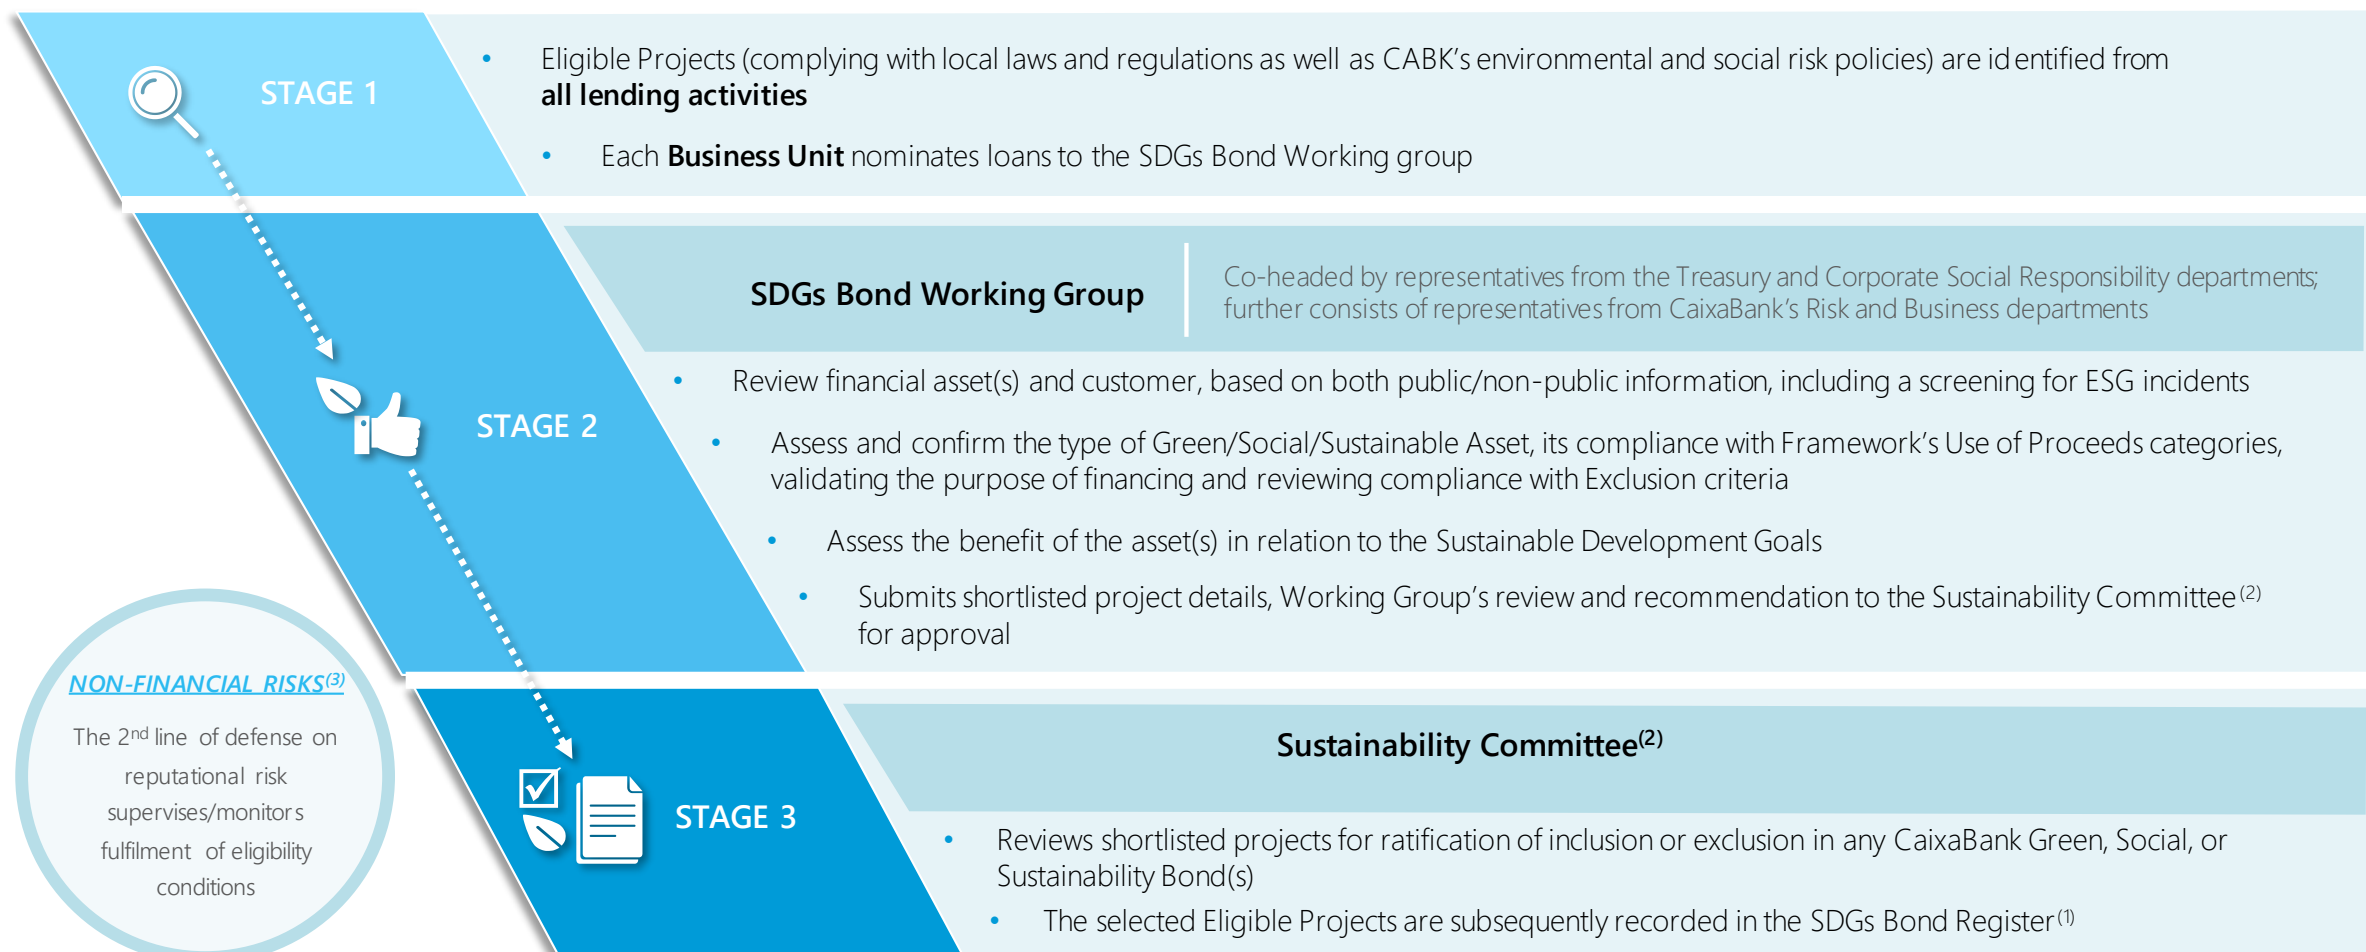 STAGE 1
• Eligible Projects (complying with local laws and regulations as well as CABK's environmental and social risk policies) are identified from
all lending activities
• Each Business Unit nominates loans to the SDGs Bond Working group
SDGs Bond Working Group
Co-headed by representatives from the Treasury and Corporate Social Responsibility departments;
further consists of representatives from CaixaBank's Risk and Business departments
STAGE 2
• Review financial asset(s) and customer, based on both public/non-public information, including a screening for ESG incidents
• Assess and confirm the type of Green/Social/Sustainable Asset, its compliance with Framework's Use of Proceeds categories,
validating the purpose of financing and reviewing compliance with Exclusion criteria
• Assess the benefit of the asset(s) in relation to the Sustainable Development Goals
• Submits shortlisted project details, Working Group's review and recommendation to the Sustainability Committee(2)
for approval
NON-FINANCIAL RISKS(3)
The 2nd line of defense on
reputational risk
supervises/monitors
fulfilment of eligibility
conditions
Sustainability Committee(2)
STAGE 3
• Reviews shortlisted projects for ratification of inclusion or exclusion in any CaixaBank Green, Social, or
Sustainability Bond(s)
• The selected Eligible Projects are subsequently recorded in the SDGs Bond Register(1)